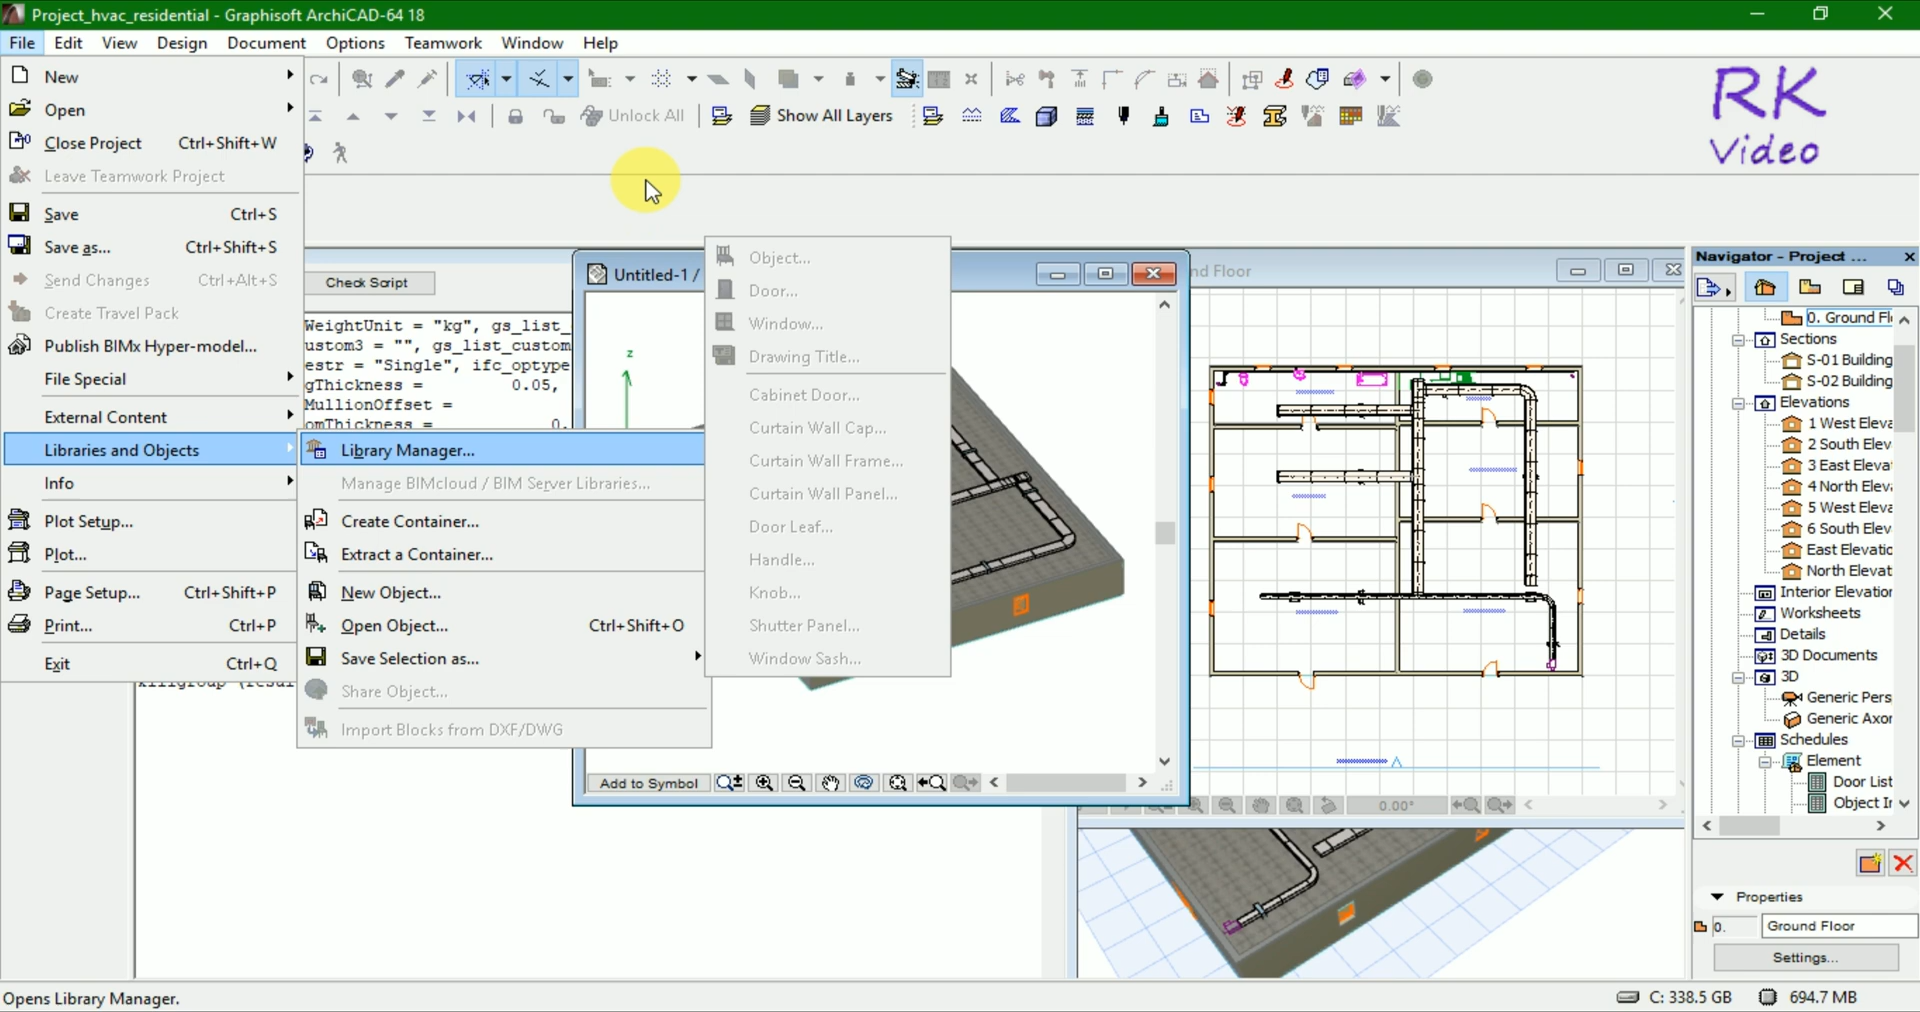 Project_hvac_residential - Graphisoft ArchiCAD-64 18
File Edit View Design Document Options Teamwork Window Help
New
Open
Close Project Ctrl+Shift+W
Leave Teamwork Project
Save Ctrl+S
Save as... Ctrl+Shift+S
Send Changes Ctrl+Alt+S
Create Travel Pack
Publish BIMx Hyper-model...
File Special
External Content
Libraries and Objects
Info
Plot Setup...
Plot...
Page Setup... Ctrl+Shift+P
Print... Ctrl+P
Exit Ctrl+Q
Unlock All
Show All Layers
RK
Video
Check Script
WeightUnit = "kg", gs_list_
ustom3 = "", gs_list_custom
estr = "Single", ifc_optype
gThickness = 0.05,
MullionOffset =
omThickness = 0.
Library Manager...
Manage BIMcloud / BIM Server Libraries...
Create Container...
Extract a Container...
New Object...
Open Object... Ctrl+Shift+O
Save Selection as...
Share Object...
Import Blocks from DXF/DWG
Untitled-1 /
z
Object...
Door...
Window...
Drawing Title...
Cabinet Door...
Curtain Wall Cap...
Curtain Wall Frame...
Curtain Wall Panel...
Door Leaf...
Handle...
Knob...
Shutter Panel...
Window Sash...
Add to Symbol
nd Floor
0.00°
Navigator - Project ...
0. Ground Fl
Sections
S-01 Building
S-02 Building
Elevations
1 West Eleva
2 South Elev
3 East Elevat
4 North Eleva
5 West Eleva
6 South Elev
East Elevatio
North Elevat
Interior Elevation
Worksheets
Details
3D Documents
3D
Generic Pers
Generic Axor
Schedules
Element
Door List
Object Ir
Properties
0. Ground Floor
Settings...
Opens Library Manager.
C: 338.5 GB 694.7 MB